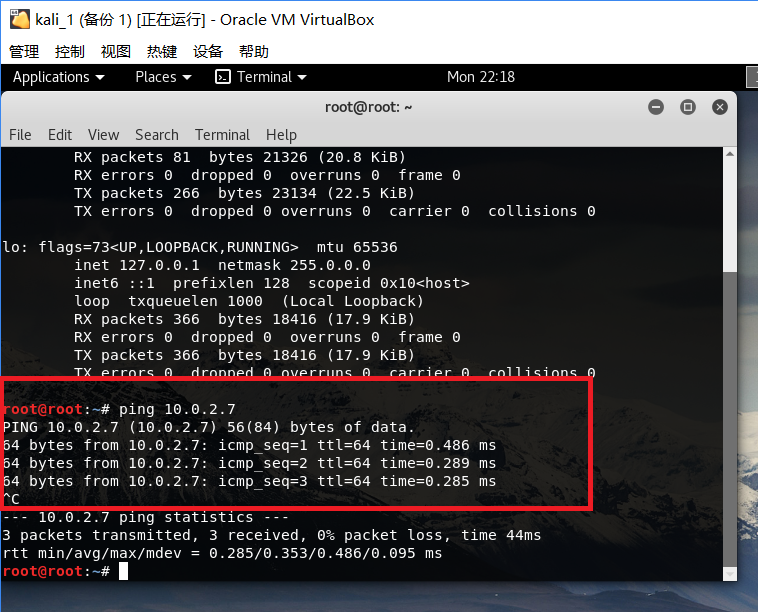 kali_1 (备份 1) [正在运行] - Oracle VM VirtualBox
管理 控制 视图 热键 设备 帮助
Applications Places Terminal Mon 22:18 1
root@root: ~
File Edit View Search Terminal Help
RX packets 81  bytes 21326 (20.8 KiB)
RX errors 0  dropped 0  overruns 0  frame 0
TX packets 266  bytes 23134 (22.5 KiB)
TX errors 0  dropped 0 overruns 0  carrier 0  collisions 0
lo: flags=73<UP,LOOPBACK,RUNNING>  mtu 65536
inet 127.0.0.1  netmask 255.0.0.0
inet6 ::1  prefixlen 128  scopeid 0x10<host>
loop  txqueuelen 1000  (Local Loopback)
RX packets 366  bytes 18416 (17.9 KiB)
RX errors 0  dropped 0  overruns 0  frame 0
TX packets 366  bytes 18416 (17.9 KiB)
TX errors 0  dropped 0 overruns 0  carrier 0  collisions 0
root@root:~# ping 10.0.2.7
PING 10.0.2.7 (10.0.2.7) 56(84) bytes of data.
64 bytes from 10.0.2.7: icmp_seq=1 ttl=64 time=0.486 ms
64 bytes from 10.0.2.7: icmp_seq=2 ttl=64 time=0.289 ms
64 bytes from 10.0.2.7: icmp_seq=3 ttl=64 time=0.285 ms
^C
--- 10.0.2.7 ping statistics ---
3 packets transmitted, 3 received, 0% packet loss, time 44ms
rtt min/avg/max/mdev = 0.285/0.353/0.486/0.095 ms
root@root:~#